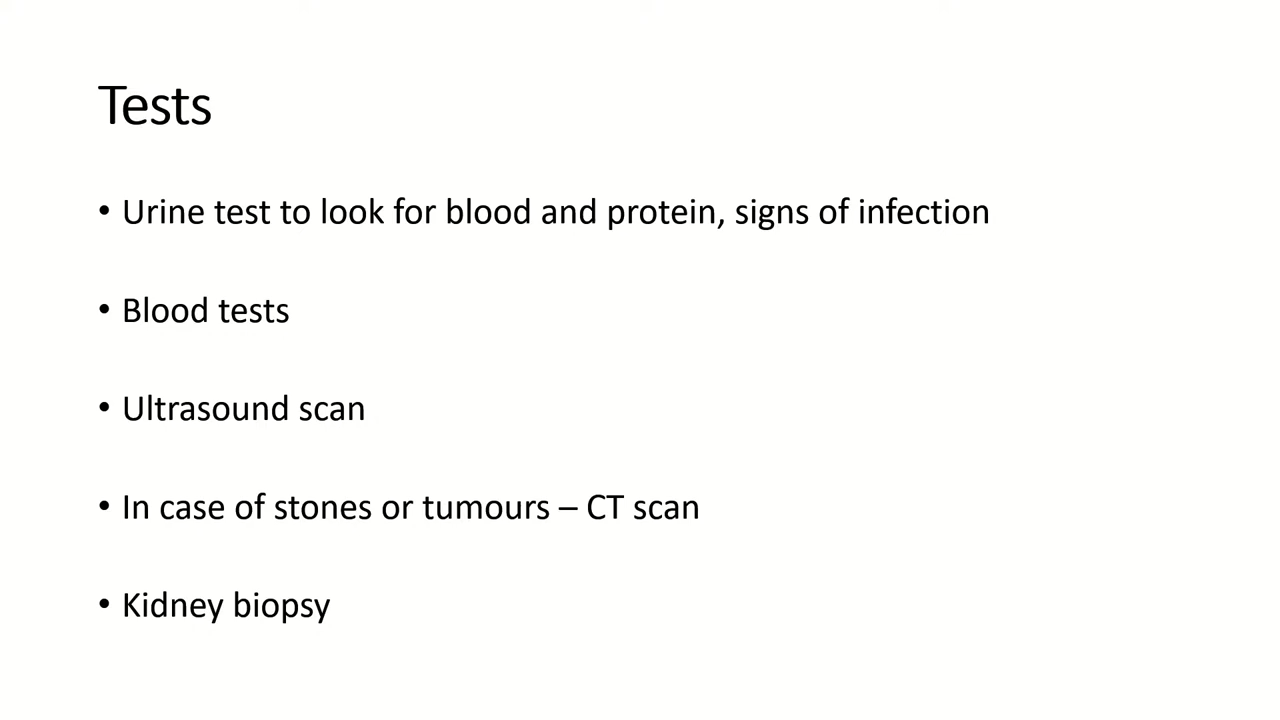 Tests
• Urine test to look for blood and protein, signs of infection
• Blood tests
• Ultrasound scan
• In case of stones or tumours – CT scan
• Kidney biopsy